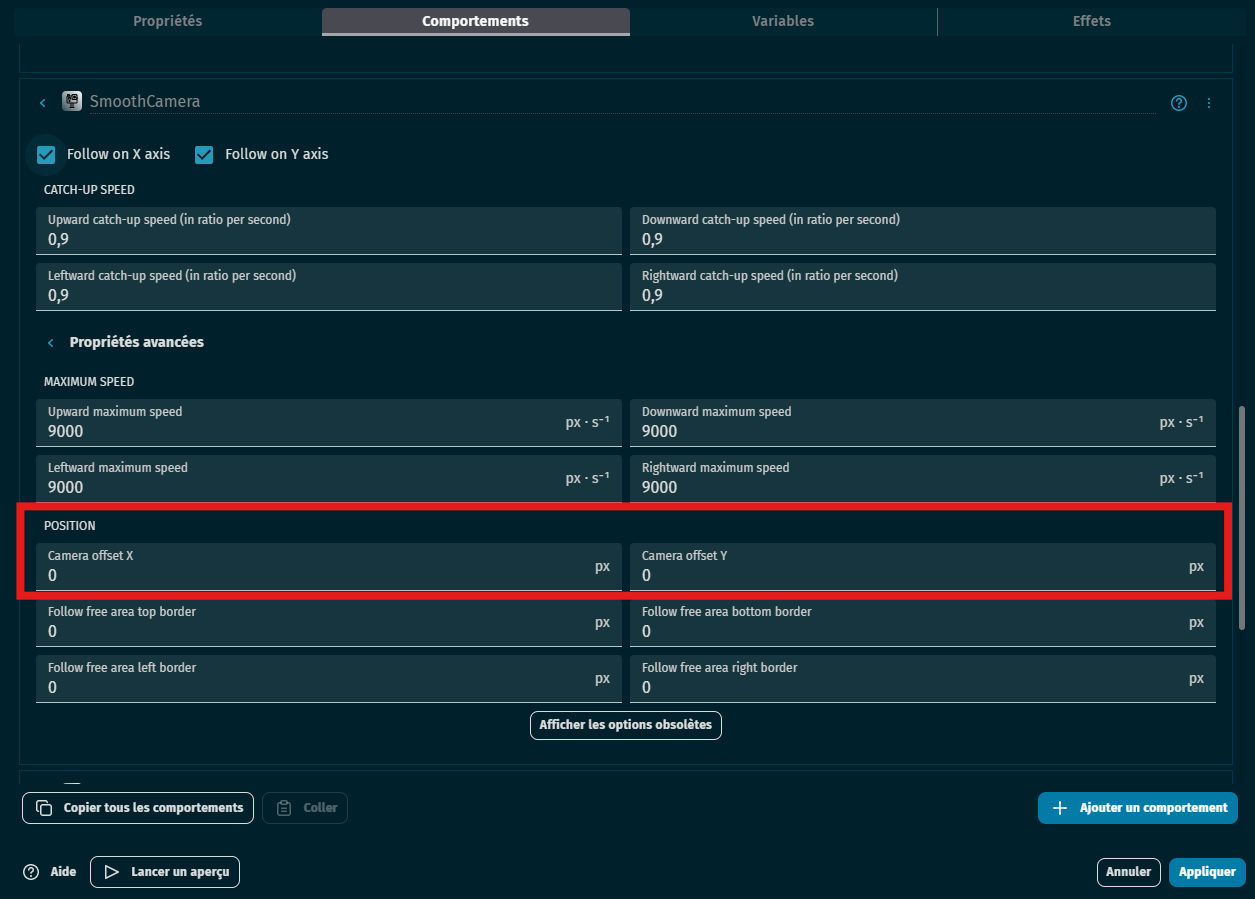 Propriétés Comportements Variables Effets
SmoothCamera
Follow on X axis Follow on Y axis
CATCH-UP SPEED
Upward catch-up speed (in ratio per second) Downward catch-up speed (in ratio per second)
0,9 0,9
Leftward catch-up speed (in ratio per second) Rightward catch-up speed (in ratio per second)
0,9 0,9
Propriétés avancées
MAXIMUM SPEED
Upward maximum speed Downward maximum speed
9000 px · s⁻¹ 9000 px · s⁻¹
Leftward maximum speed Rightward maximum speed
9000 px · s⁻¹ 9000 px · s⁻¹
POSITION
Camera offset X Camera offset Y
0 px 0 px
Follow free area top border Follow free area bottom border
0 px 0 px
Follow free area left border Follow free area right border
0 px 0 px
Afficher les options obsolètes
Copier tous les comportements Coller Ajouter un comportement
Aide Lancer un aperçu Annuler Appliquer